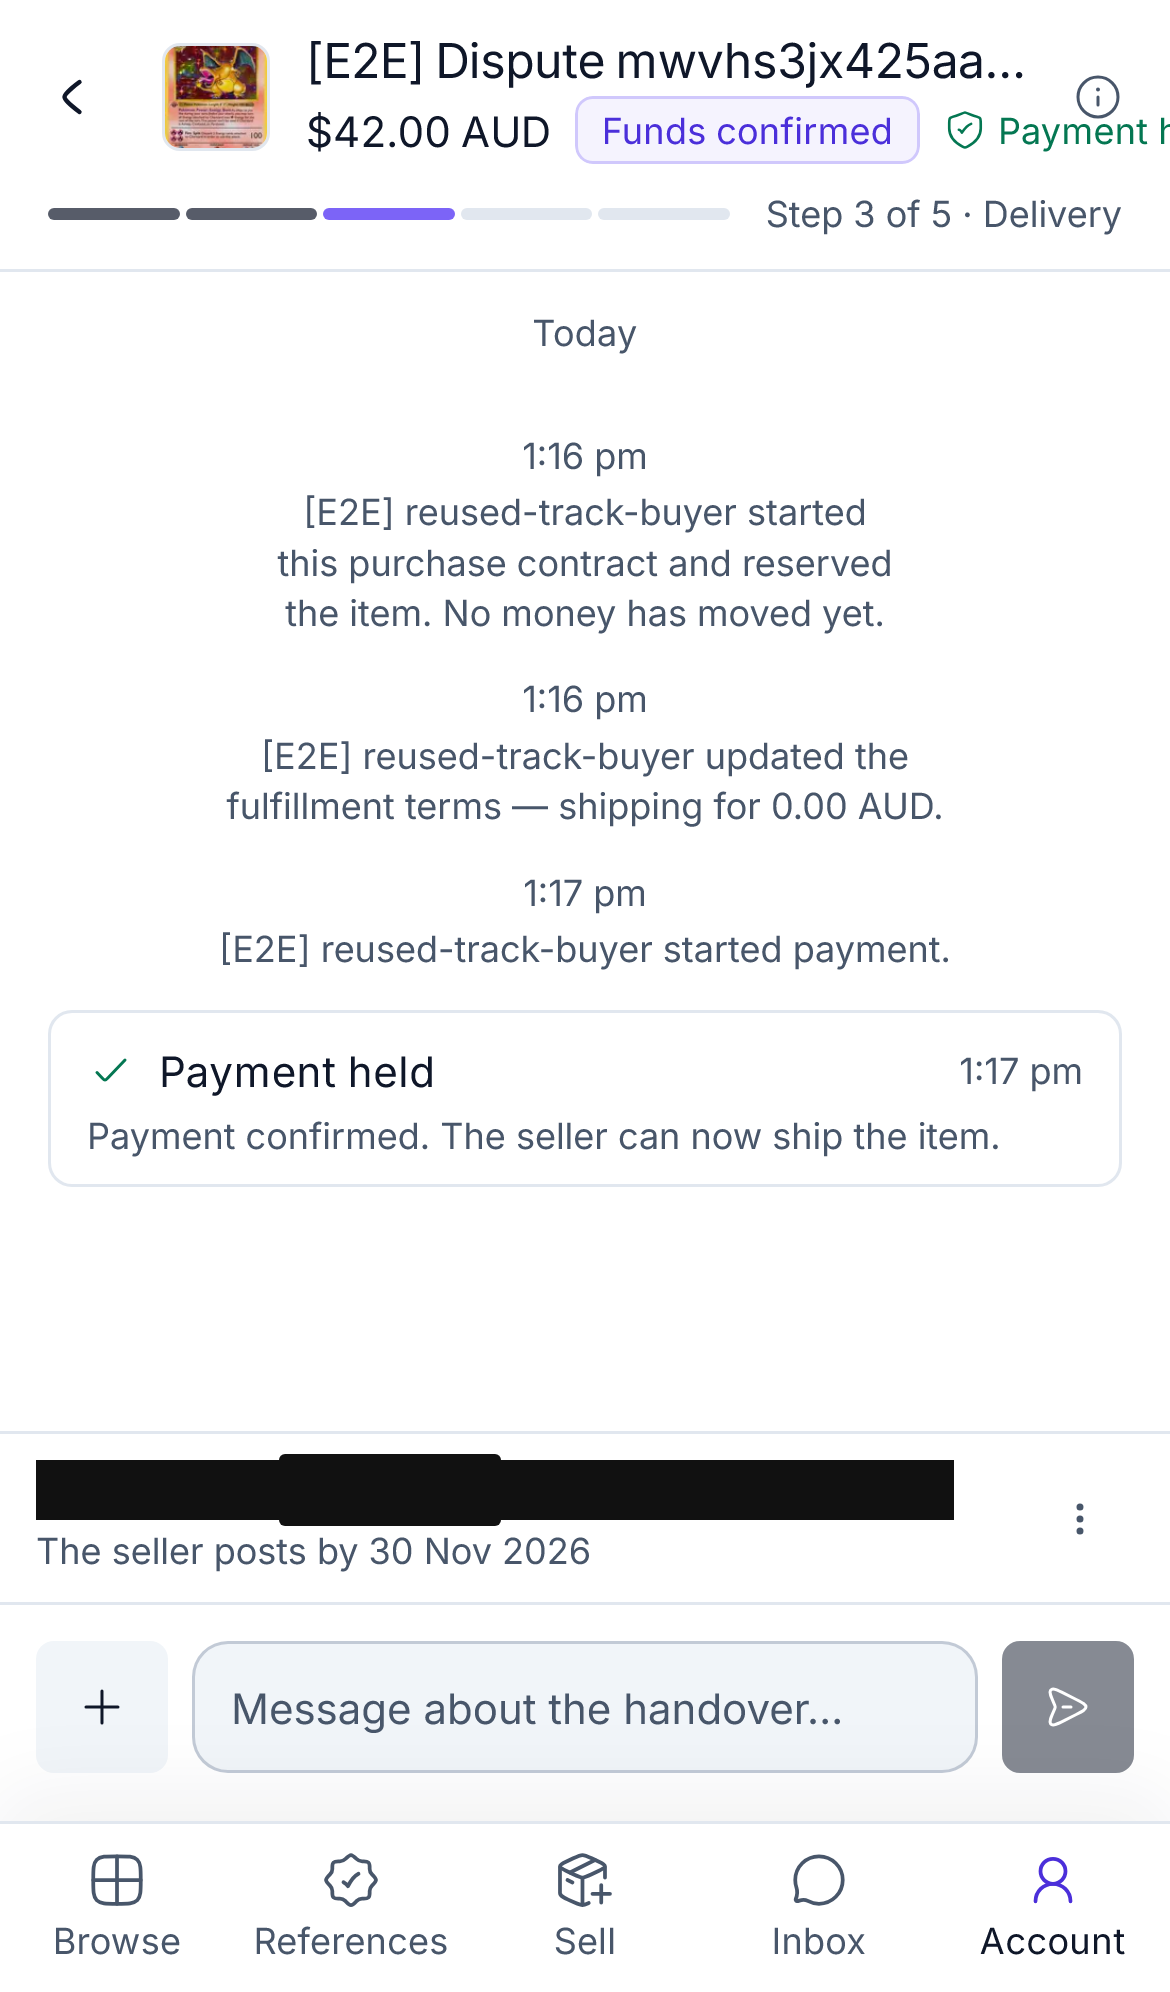 [E2E] Dispute mwvhs3jx425aa...
$42.00 AUD
Funds confirmed
Payment h
Step 3 of 5 · Delivery
Today
1:16 pm
[E2E] reused-track-buyer started
this purchase contract and reserved
the item. No money has moved yet.
1:16 pm
[E2E] reused-track-buyer updated the
fulfillment terms — shipping for 0.00 AUD.
1:17 pm
[E2E] reused-track-buyer started payment.
Payment held
1:17 pm
Payment confirmed. The seller can now ship the item.
The seller posts by 30 Nov 2026
Message about the handover...
Browse
References
Sell
Inbox
Account